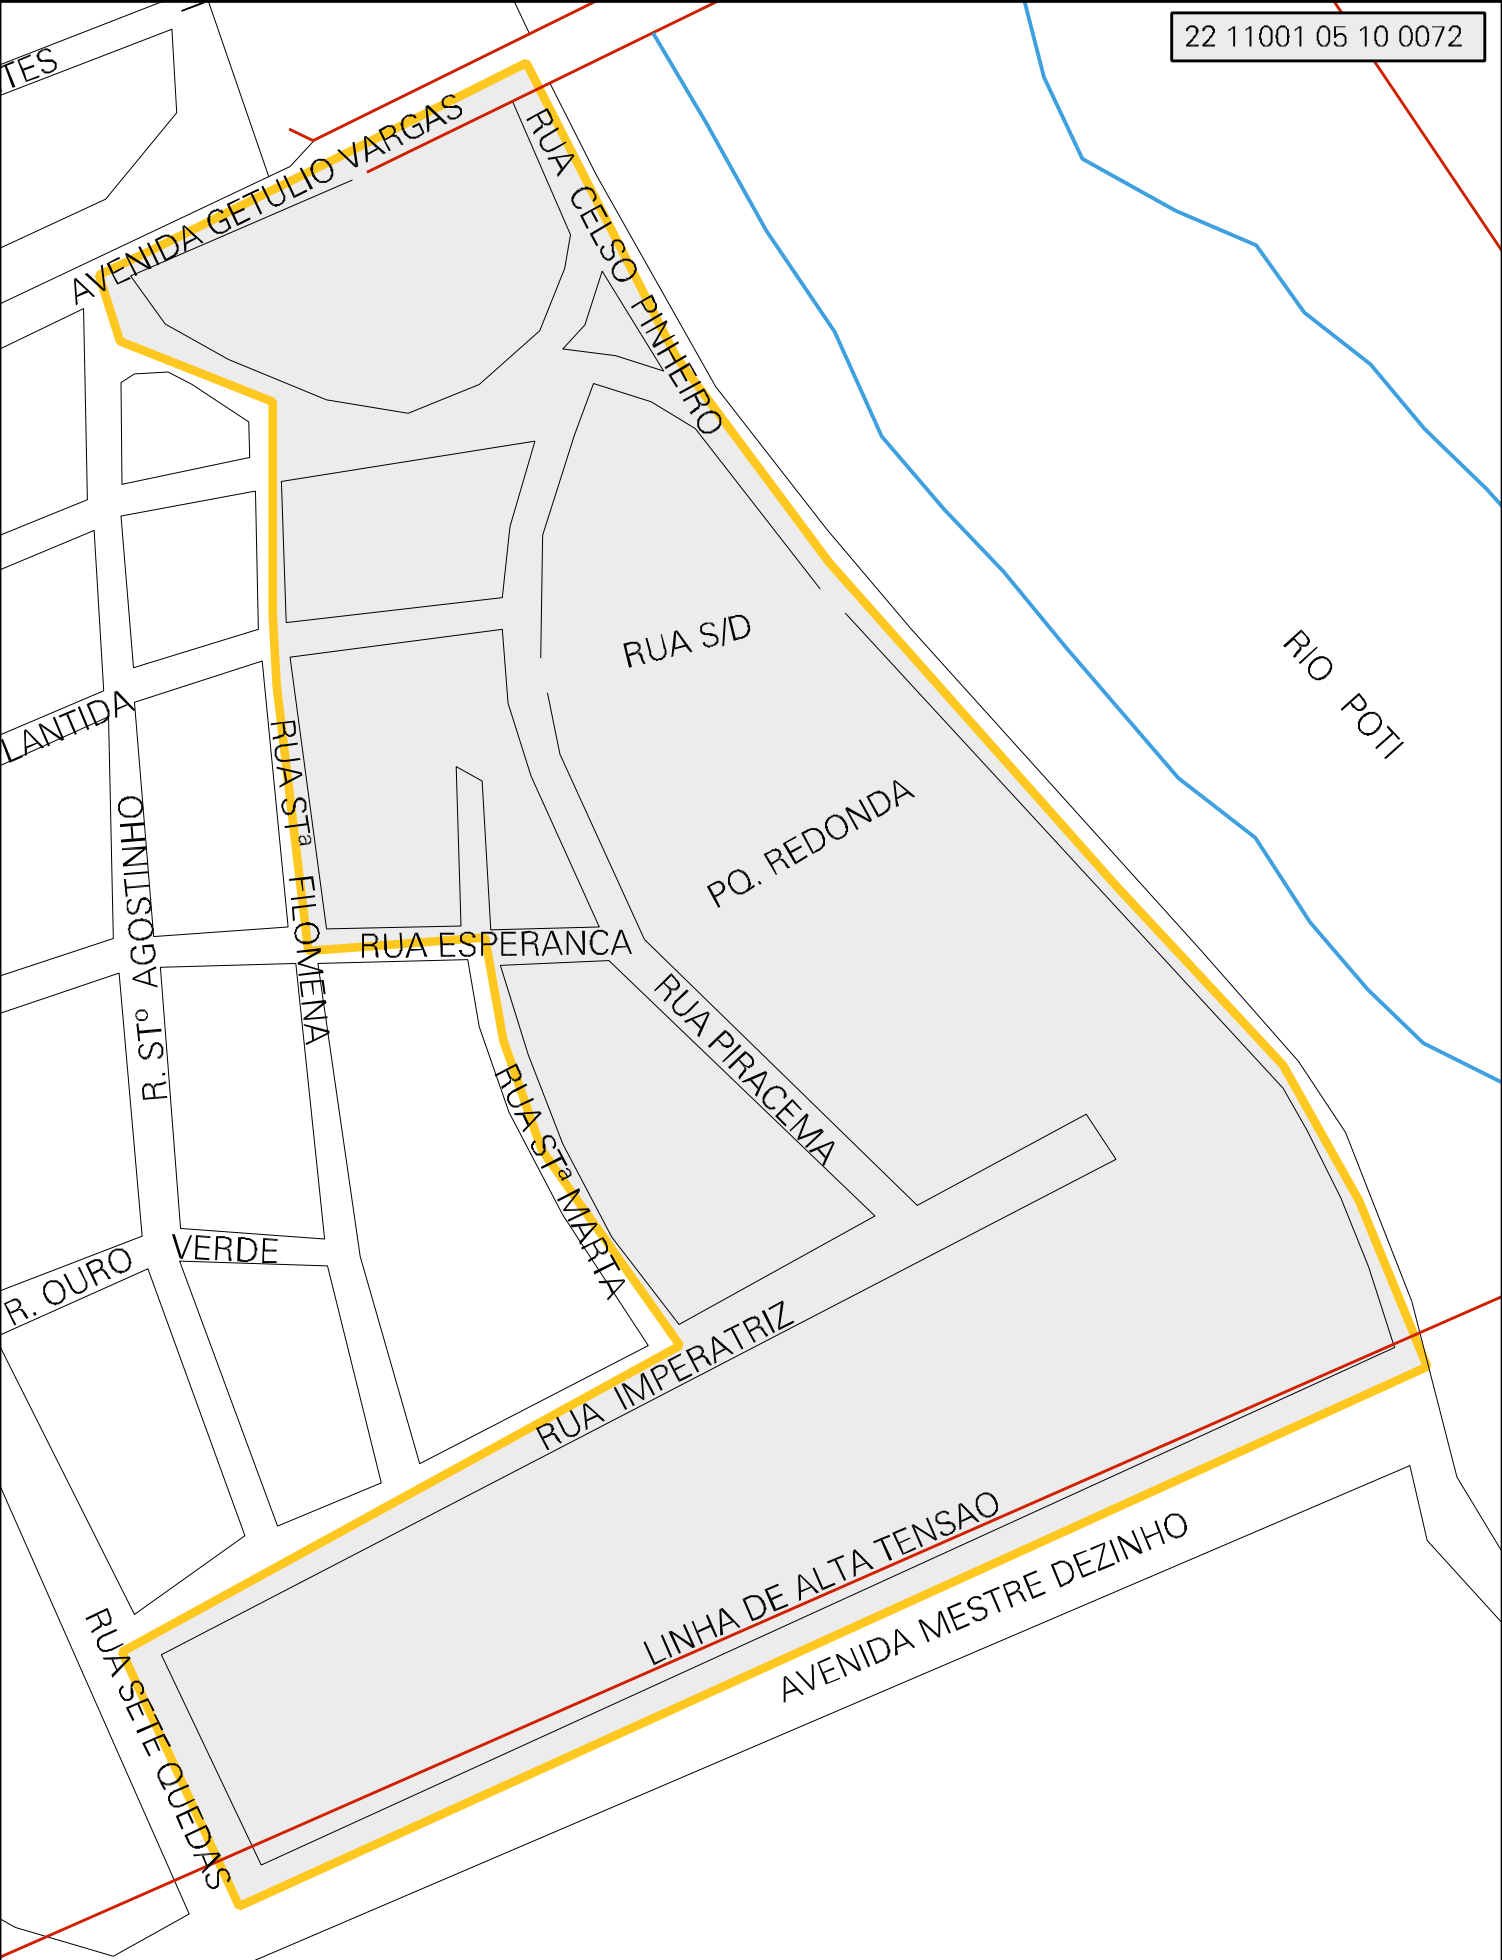 22 11001 05 10 0072
TES
AVENIDA GETULIO VARGAS
RUA CELSO PINHEIRO
RUA S/D
RIO POTI
LANTIDA
RUA STª FILOMENA
R. STº AGOSTINHO
PQ. REDONDA
RUA ESPERANCA
RUA PIRACEMA
RUA STª MARTA
VERDE
R. OURO
RUA IMPERATRIZ
LINHA DE ALTA TENSAO
AVENIDA MESTRE DEZINHO
RUA SETE QUEDAS